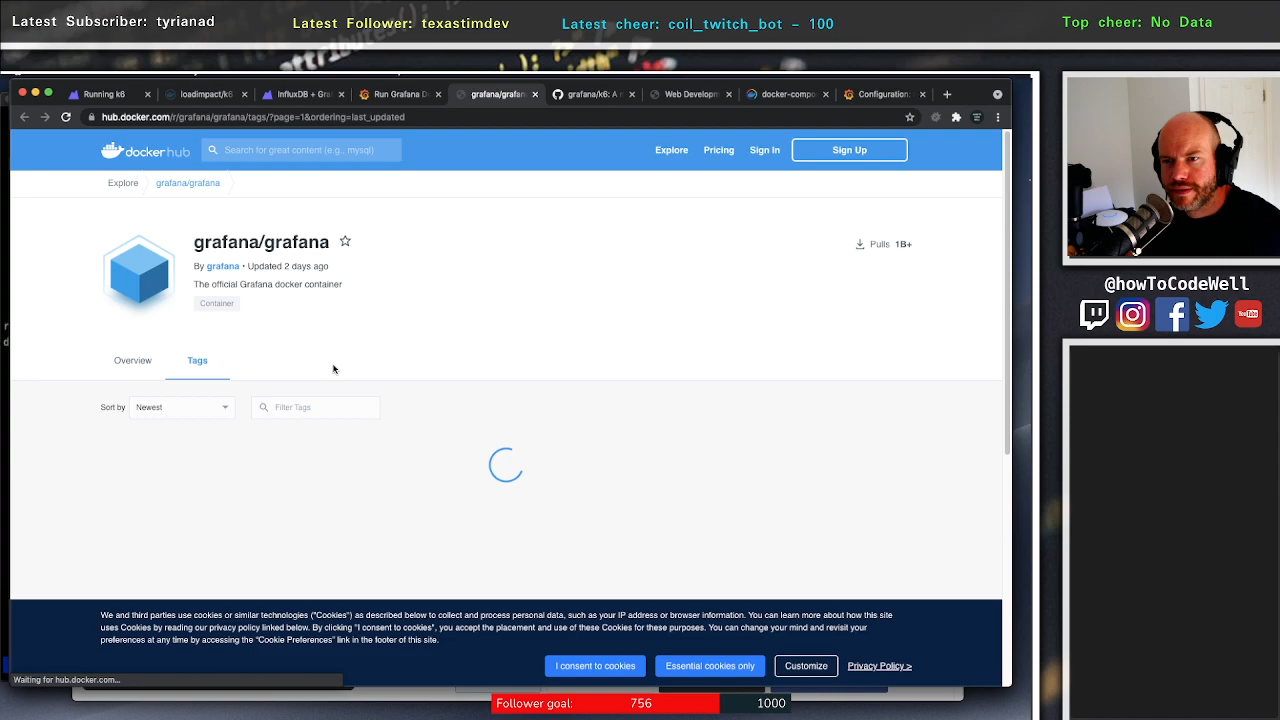 Latest Subscriber: tyrianad
Latest Follower: texastimdev
Latest cheer: coil_twitch_bot - 100
Top cheer: No Data
attributes();
Running k6
loadimpact/k6
InfluxDB + Gra
Run Grafana Do
grafana/grafan
grafana/k6: A m
Web Developm
docker-compo
Configuration:
hub.docker.com/r/grafana/grafana/tags/?page=1&ordering=last_updated
dockerhub
Search for great content (e.g., mysql)
Explore
Pricing
Sign In
Sign Up
Explore
grafana/grafana
grafana/grafana
Pulls 1B+
By grafana • Updated 2 days ago
The official Grafana docker container
Container
Overview
Tags
Sort by
Newest
Filter Tags
We and third parties use cookies or similar technologies ("Cookies") as described below to collect and process personal data, such as your IP address or browser information. You can learn more about how this site
uses Cookies by reading our privacy policy linked below. By clicking "I consent to cookies", you accept the placement and use of these Cookies for these purposes. You can change your mind and revisit your
preferences at any time by accessing the "Cookie Preferences" link in the footer of this site.
I consent to cookies
Essential cookies only
Customize
Privacy Policy >
Waiting for hub.docker.com...
@howToCodeWell
You Tube
Follower goal:
756
1000